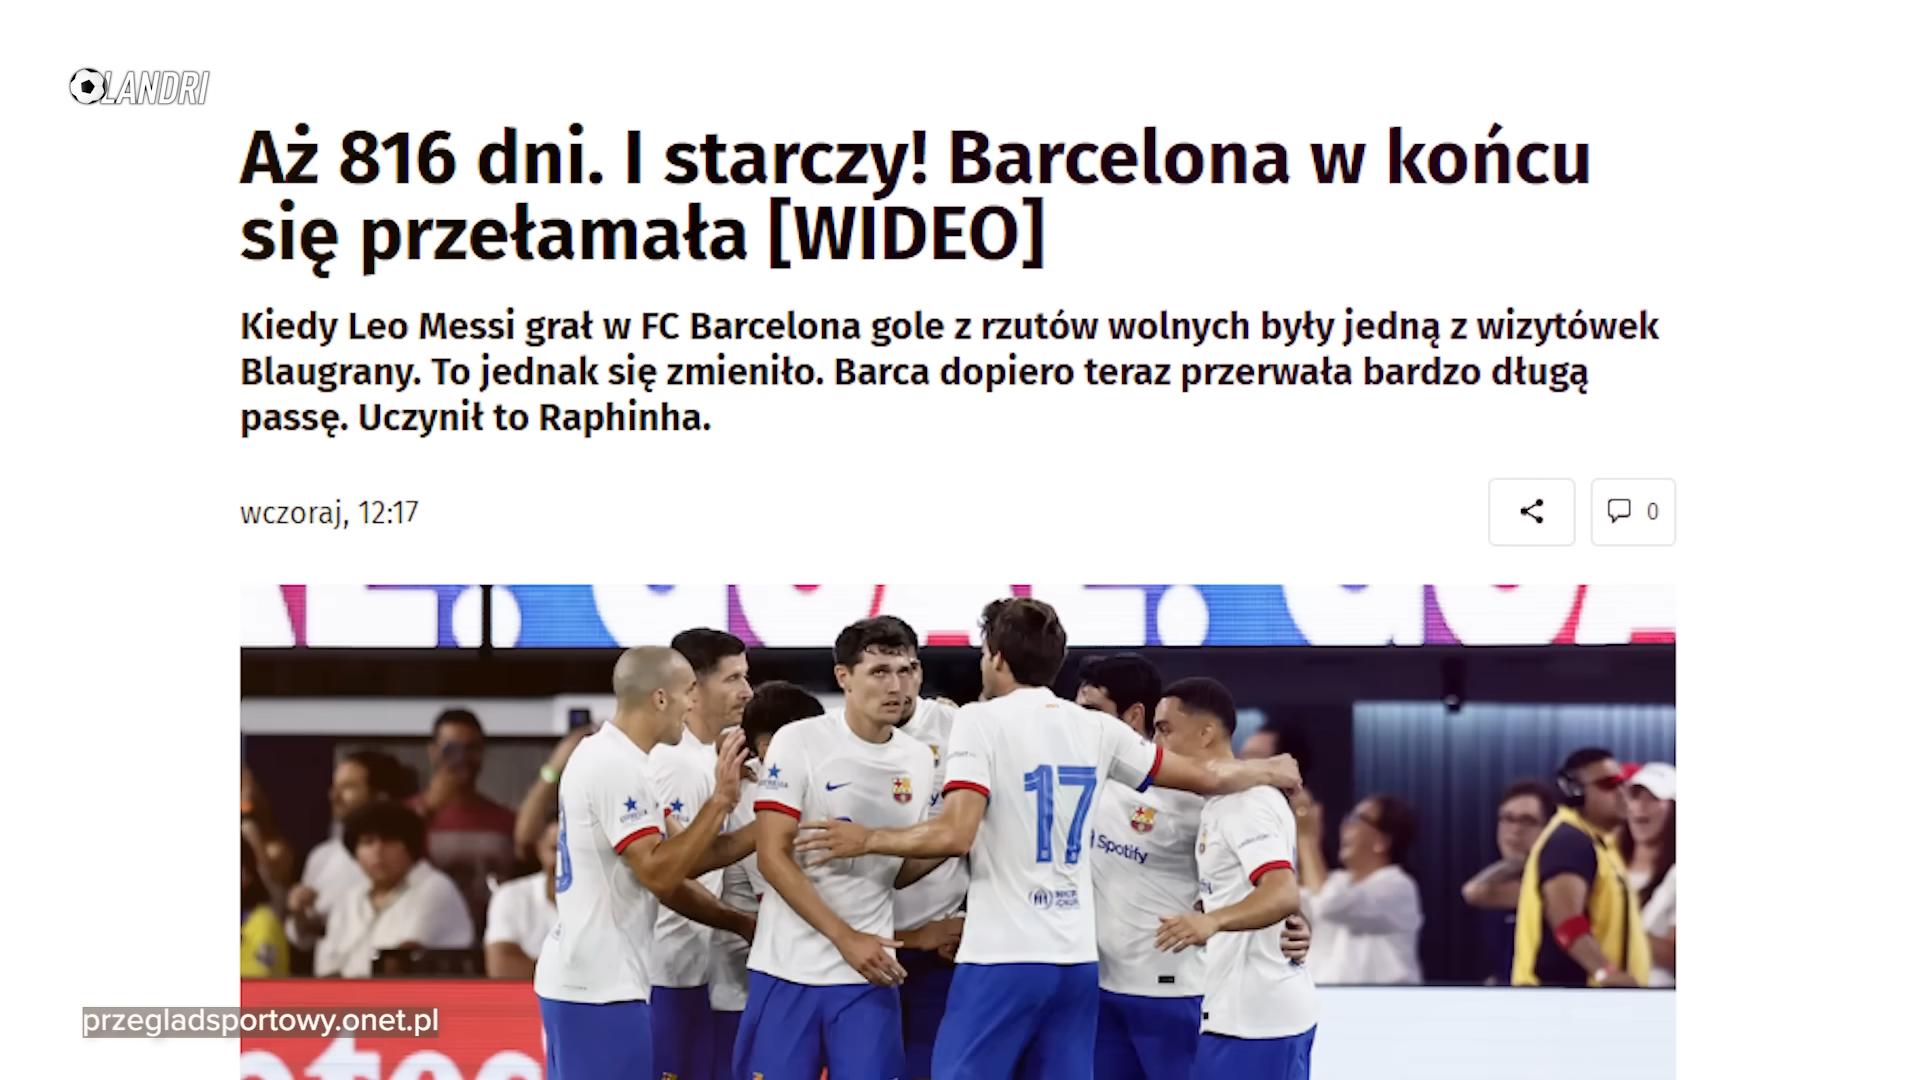 LANDRI
Aż 816 dni. I starczy! Barcelona w końcu
się przełamała [WIDEO]
Kiedy Leo Messi grał w FC Barcelona gole z rzutów wolnych były jedną z wizytówek
Blaugrany. To jednak się zmieniło. Barca dopiero teraz przerwała bardzo długą
passę. Uczynił to Raphinha.
wczoraj, 12:17
0
17
Spotify
przegladsportowy.onet.pl